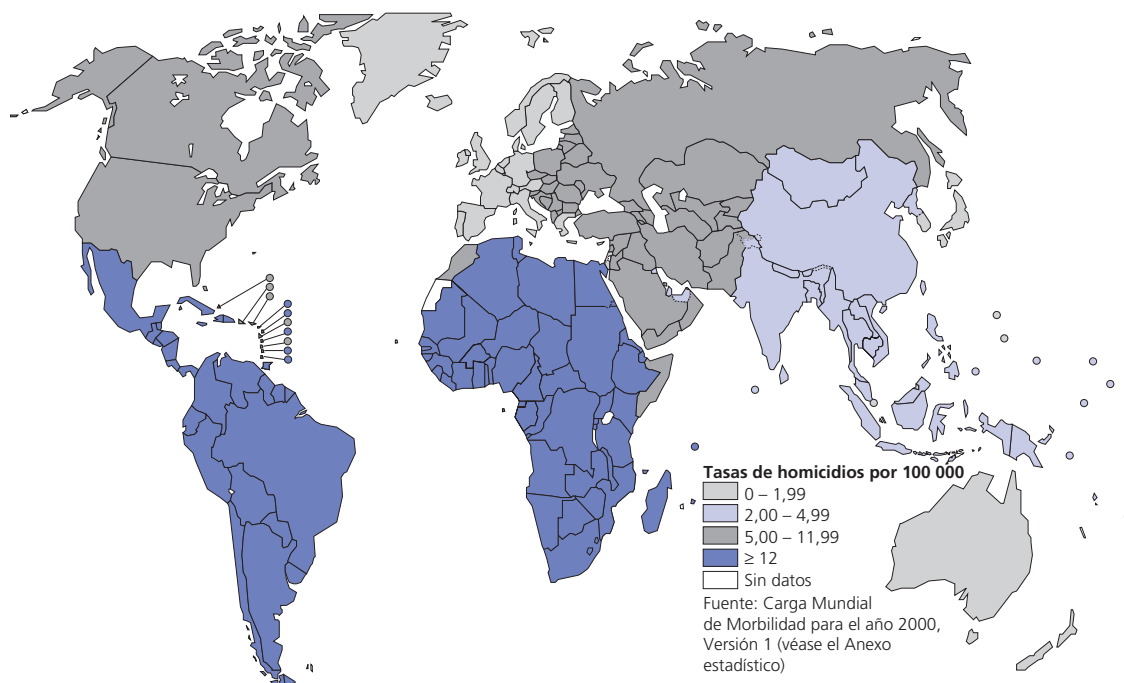 Tasas de homicidios por 100 000
0 – 1,99
2,00 – 4,99
5,00 – 11,99
≥ 12
Sin datos
Fuente: Carga Mundial
de Morbilidad para el año 2000,
Versión 1 (véase el Anexo
estadístico)